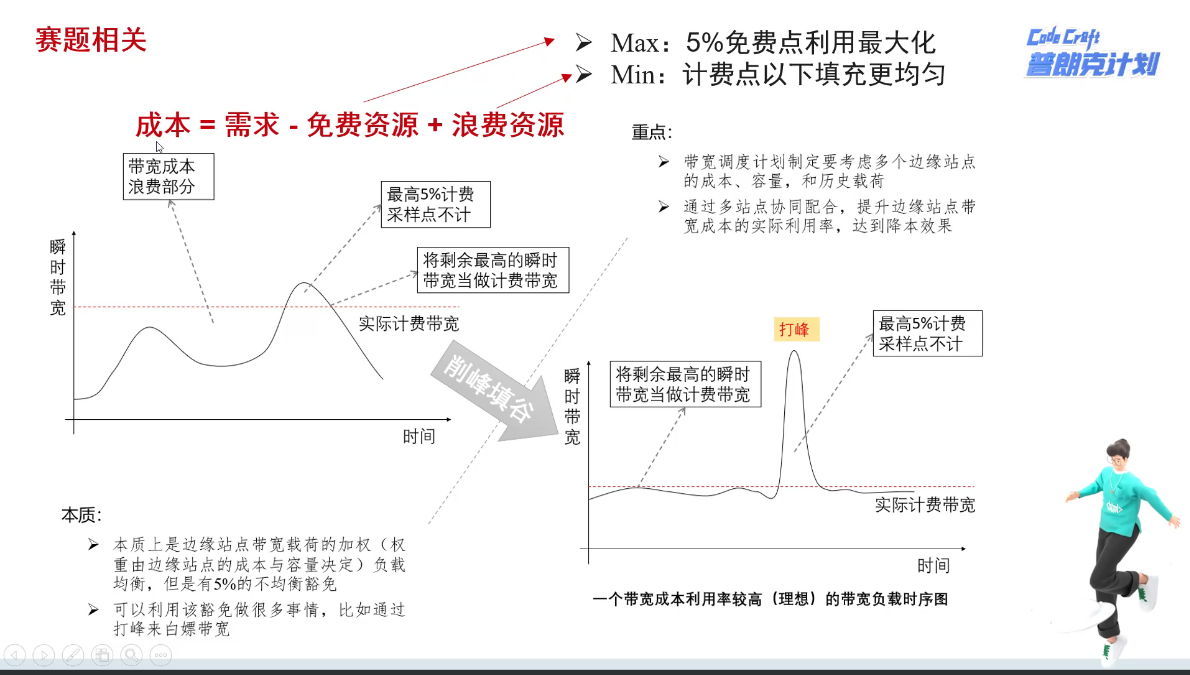 赛题相关
➢ Max：5%免费点利用最大化
➢ Min：计费点以下填充更均匀
Code Craft
普朗克计划
成本 = 需求 - 免费资源 + 浪费资源
带宽成本
浪费部分
最高5%计费
采样点不计
将剩余最高的瞬时
带宽当做计费带宽
瞬
时
带
宽
实际计费带宽
时间
重点：
➢ 带宽调度计划制定要考虑多个边缘站点
的成本、容量，和历史载荷
➢ 通过多站点协同配合，提升边缘站点带
宽成本的实际利用率，达到降本效果
削峰填谷
打峰
最高5%计费
采样点不计
将剩余最高的瞬时
带宽当做计费带宽
瞬
时
带
宽
实际计费带宽
时间
一个带宽成本利用率较高（理想）的带宽负载时序图
本质：
➢ 本质上是边缘站点带宽载荷的加权（权
重由边缘站点的成本与容量决定）负载
均衡，但是有5%的不均衡豁免
➢ 可以利用该豁免做很多事情，比如通过
打峰来白嫖带宽